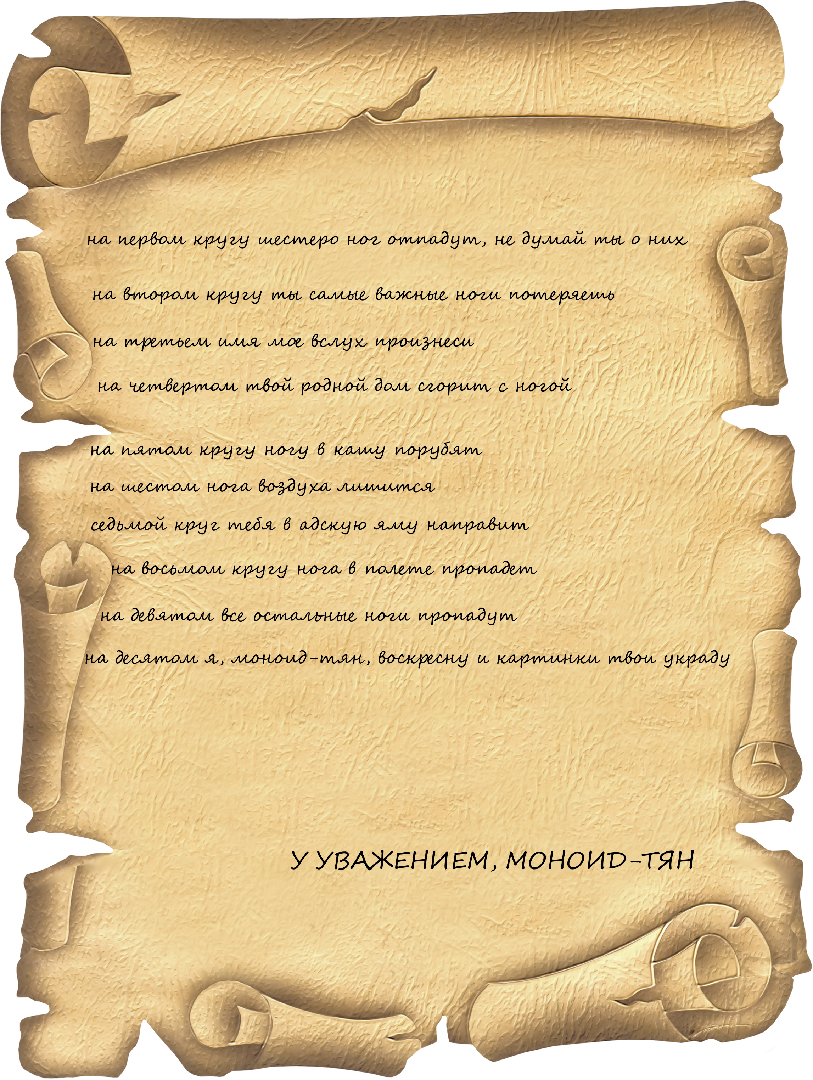 на первом кругу шестеро ног отпадут, не думай ты о них
на втором кругу ты самые важные ноги потеряешь
на третьем имя мое вслух произнеси
на четвертом твой родной дом сгорит с ногой
на пятом кругу ногу в кашу порубят
на шестом нога воздуха лишится
седьмой круг тебя в адскую яму направит
на восьмом кругу нога в полете пропадет
на девятом все остальные ноги пропадут
на десятом я, моноид-тян, воскресну и картинки твои украду
У УВАЖЕНИЕМ, МОНОИД-ТЯН